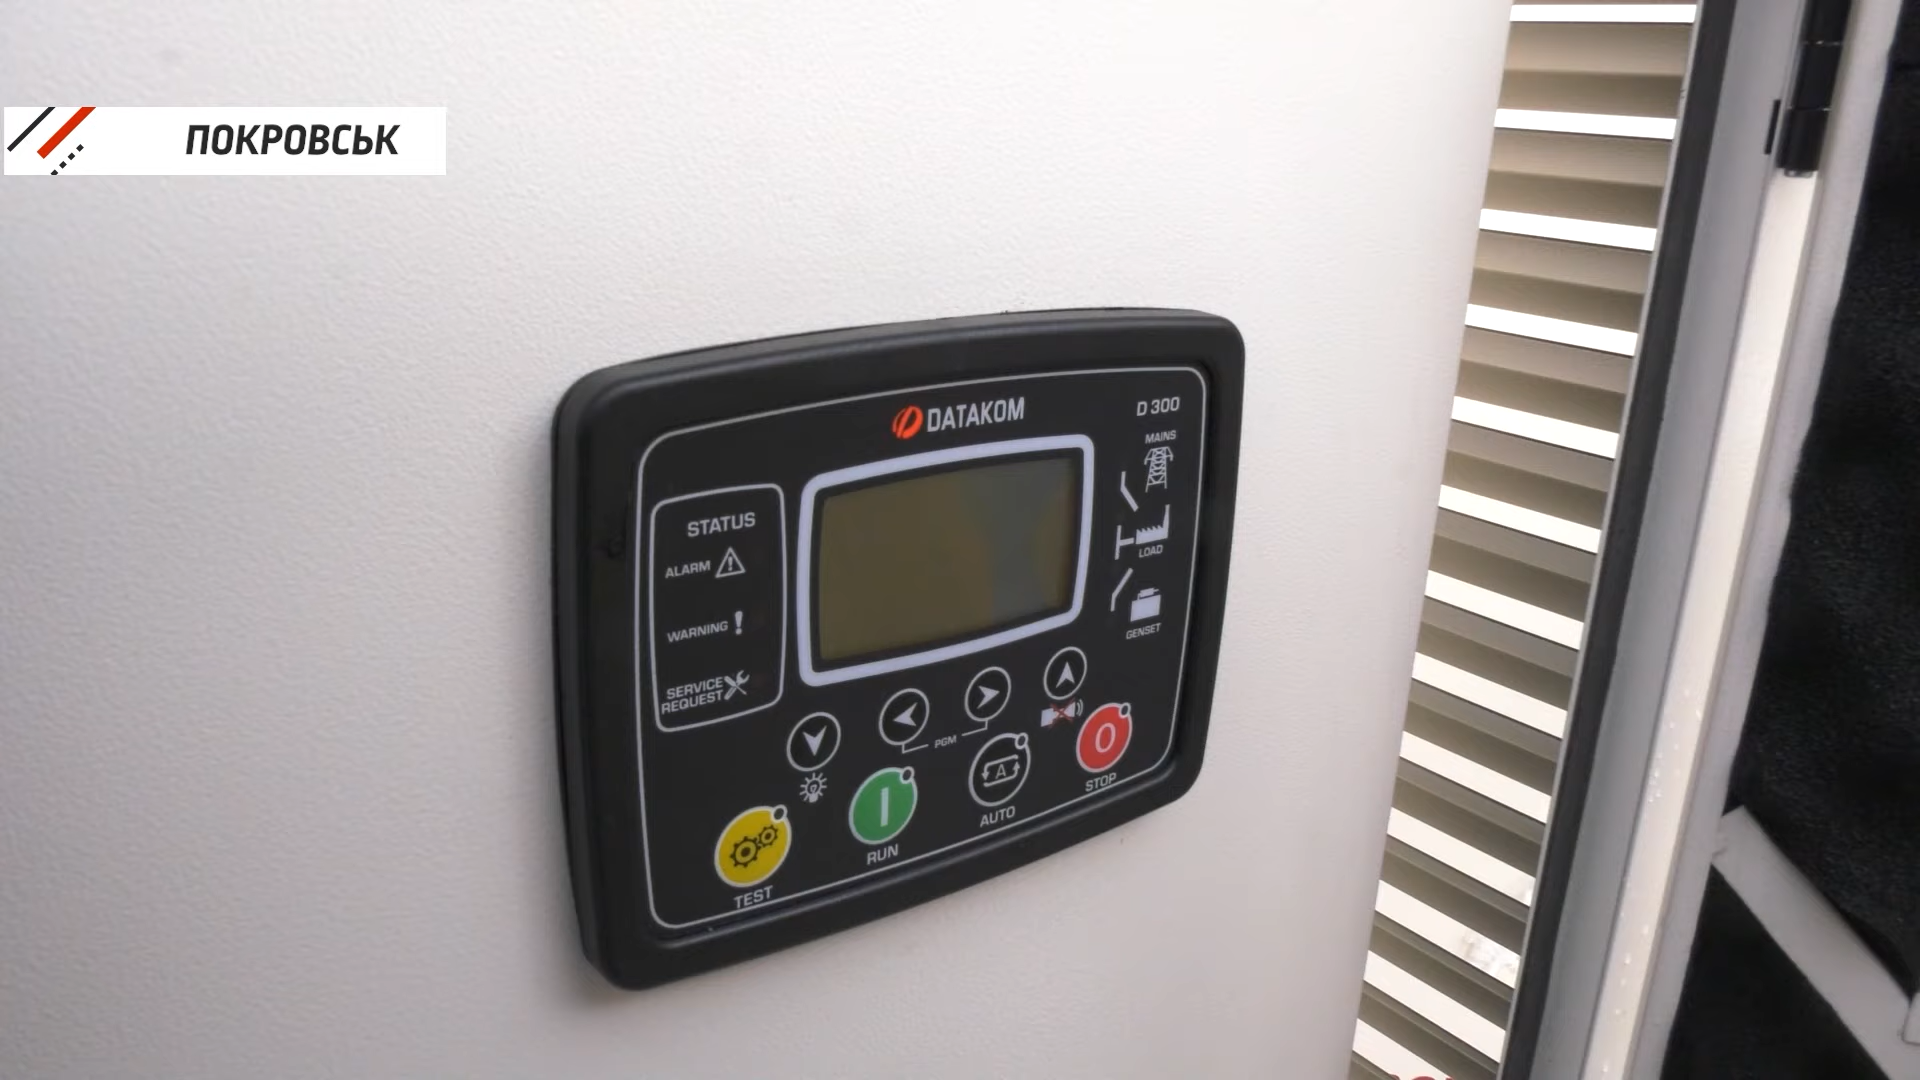 ПОКРОВСЬК
DATAKOM
D 300
MAINS
STATUS
ALARM
LOAD
WARNING
GENSET
SERVICE
REQUEST
PGM
A
STOP
AUTO
RUN
TEST